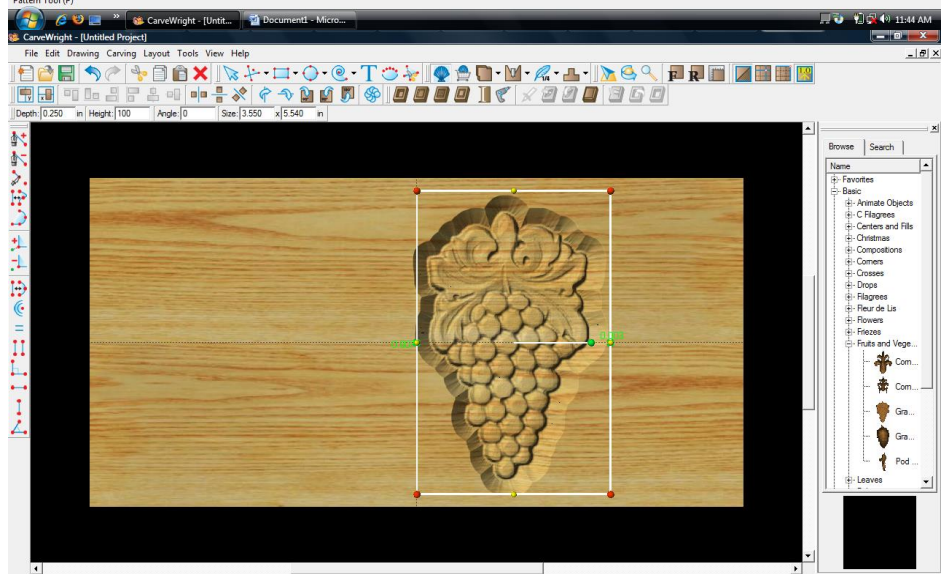 Pattern Tool (P)
CarveWright - [Untit...
Document1 - Micro...
11:44 AM
CarveWright - [Untitled Project]
File Edit Drawing Carving Layout Tools View Help
Depth: 0.250 in Height: 100 Angle: 0 Size: 3.550 x 5.540 in
Browse Search
Name
Favorites
Basic
Animate Objects
C Filagrees
Centers and Fills
Christmas
Compositions
Corners
Crosses
Drops
Filagrees
Fleur de Lis
Flowers
Friezes
Fruits and Vege...
Com...
Com...
Gra...
Gra...
Pod ...
Leaves